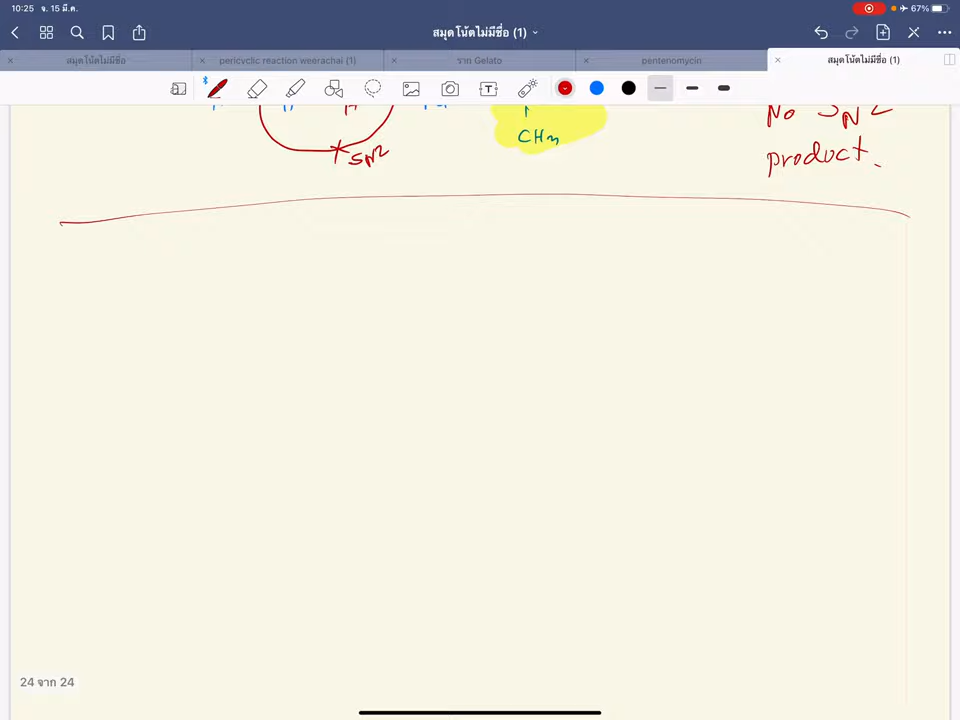 10:25 จ. 15 มี.ค.
67%
สมุดโน้ตไม่มีชื่อ (1)
สมุดโน้ตไม่มีชื่อ
pericyclic reaction weerachai (1)
ราก Gelato
pentenomycin
สมุดโน้ตไม่มีชื่อ (1)
No SN2
CH3
SN2
product.
24 จาก 24